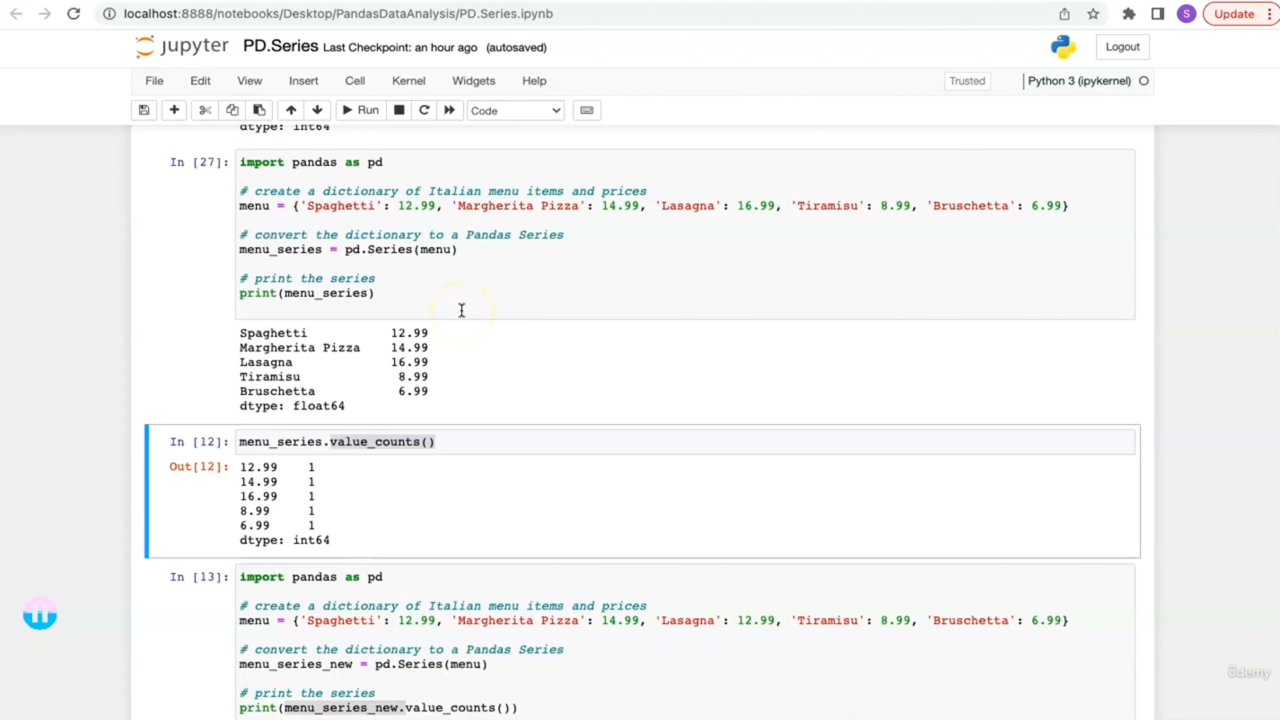 localhost:8888/notebooks/Desktop/PandasDataAnalysis/PD.Series.ipynb
S
Update
jupyter PD.Series Last Checkpoint: an hour ago (autosaved)
Logout
File Edit View Insert Cell Kernel Widgets Help
Trusted
Python 3 (ipykernel)
Run
Code
dtype: int64
In [27]: import pandas as pd
# create a dictionary of Italian menu items and prices
menu = {'Spaghetti': 12.99, 'Margherita Pizza': 14.99, 'Lasagna': 16.99, 'Tiramisu': 8.99, 'Bruschetta': 6.99}
# convert the dictionary to a Pandas Series
menu_series = pd.Series(menu)
# print the series
print(menu_series)
Spaghetti 12.99
Margherita Pizza 14.99
Lasagna 16.99
Tiramisu 8.99
Bruschetta 6.99
dtype: float64
In [12]: menu_series.value_counts()
Out[12]: 12.99 1
14.99 1
16.99 1
8.99 1
6.99 1
dtype: int64
In [13]: import pandas as pd
# create a dictionary of Italian menu items and prices
menu = {'Spaghetti': 12.99, 'Margherita Pizza': 14.99, 'Lasagna': 12.99, 'Tiramisu': 8.99, 'Bruschetta': 6.99}
# convert the dictionary to a Pandas Series
menu_series_new = pd.Series(menu)
# print the series
print(menu_series_new.value_counts())
ûdemy